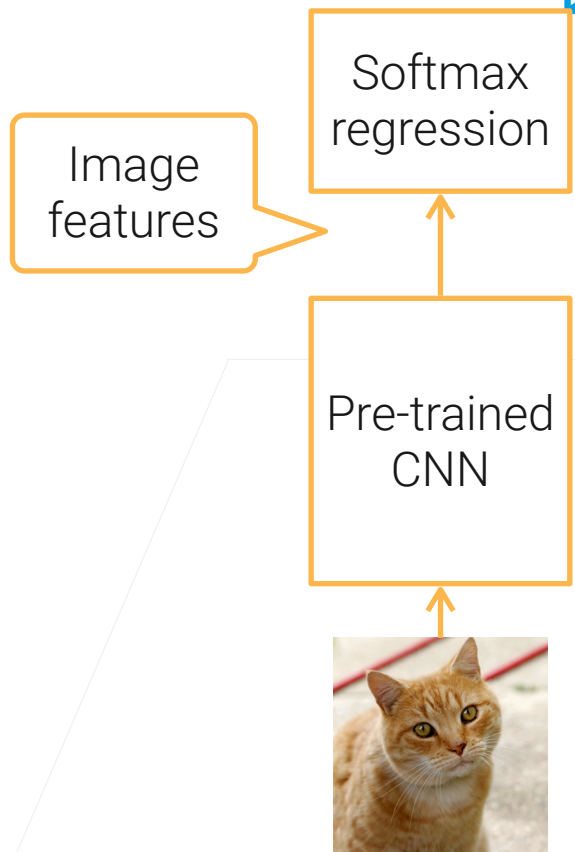 Softmax
regression
Image
features
Pre-trained
CNN